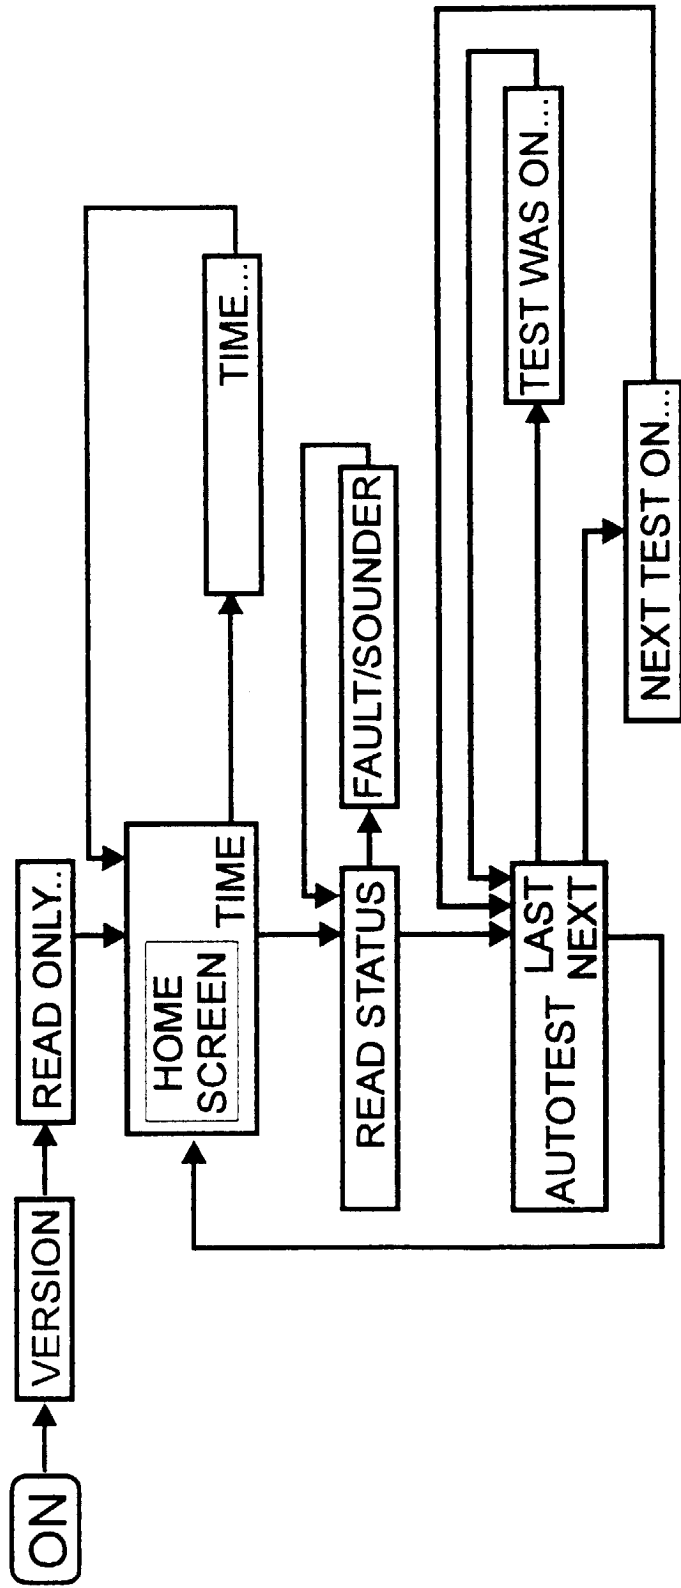 ON
VERSION
READ ONLY...
HOME
SCREEN
TIME
TIME...
READ STATUS
FAULT/SOUNDER
AUTOTEST
LAST
NEXT
TEST WAS ON...
NEXT TEST ON...